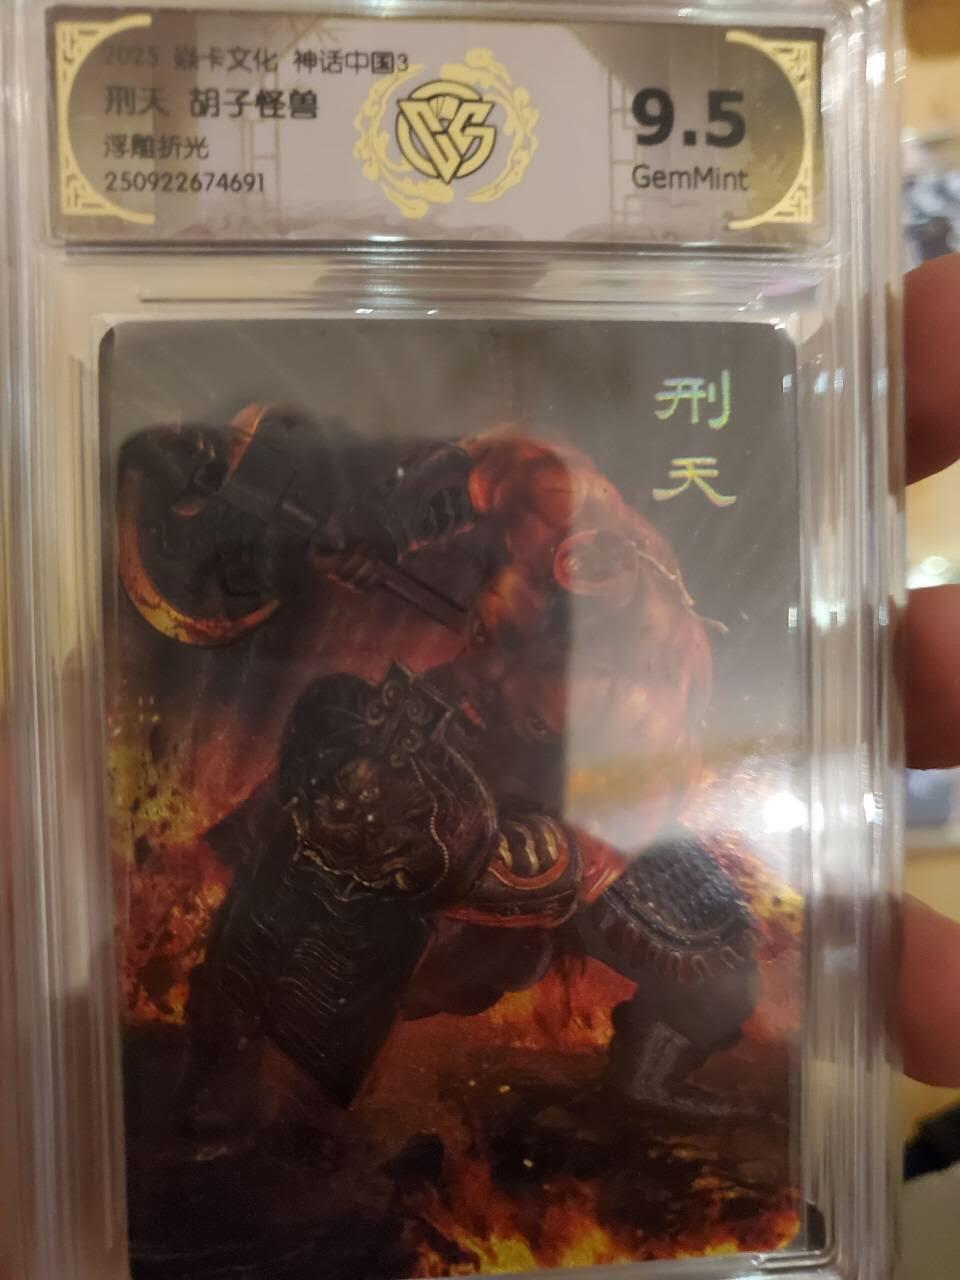 2025 焱卡文化 神话中国3
刑天 胡子怪兽
浮雕折光
250922674691
9.5
GemMint
刑
天